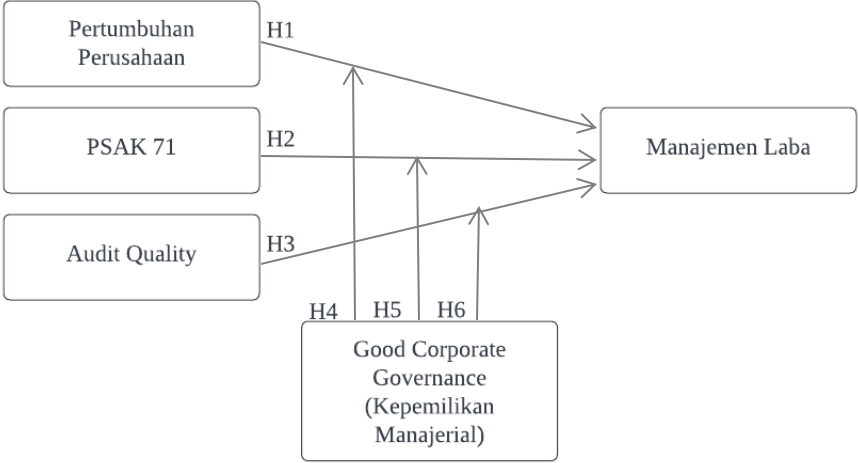 Pertumbuhan
Perusahaan
H1
PSAK 71
H2
Manajemen Laba
Audit Quality
H3
H4
H5
H6
Good Corporate
Governance
(Kepemilikan
Manajerial)